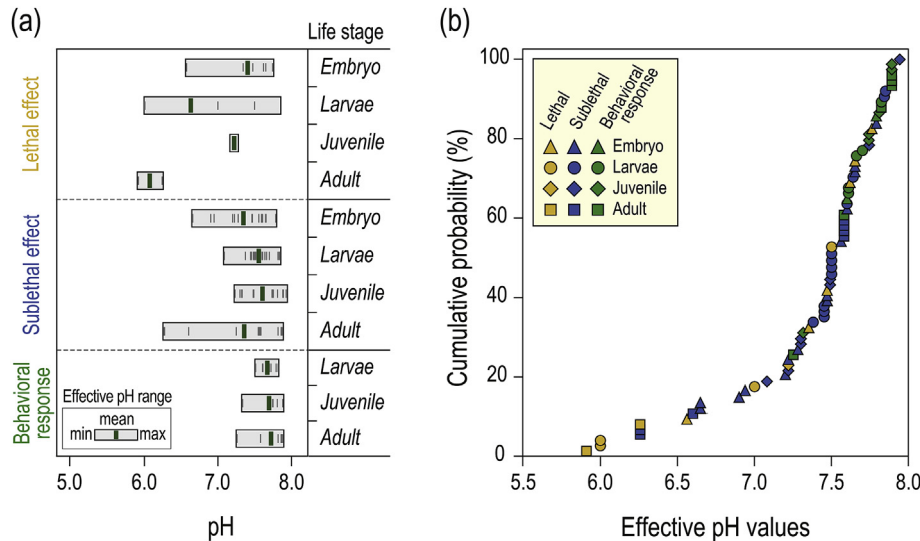 (a)
Life stage
Lethal effect
Embryo
Larvae
Juvenile
Adult
Sublethal effect
Embryo
Larvae
Juvenile
Adult
Behavioral
response
Larvae
Juvenile
Adult
Effective pH range
mean
min
max
5.0 6.0 7.0 8.0
pH
(b)
Cumulative probability (%)
100
80
60
40
20
0
Lethal
Sublethal
Behavioral
response
Embryo
Larvae
Juvenile
Adult
5.5 6.0 6.5 7.0 7.5 8.0
Effective pH values